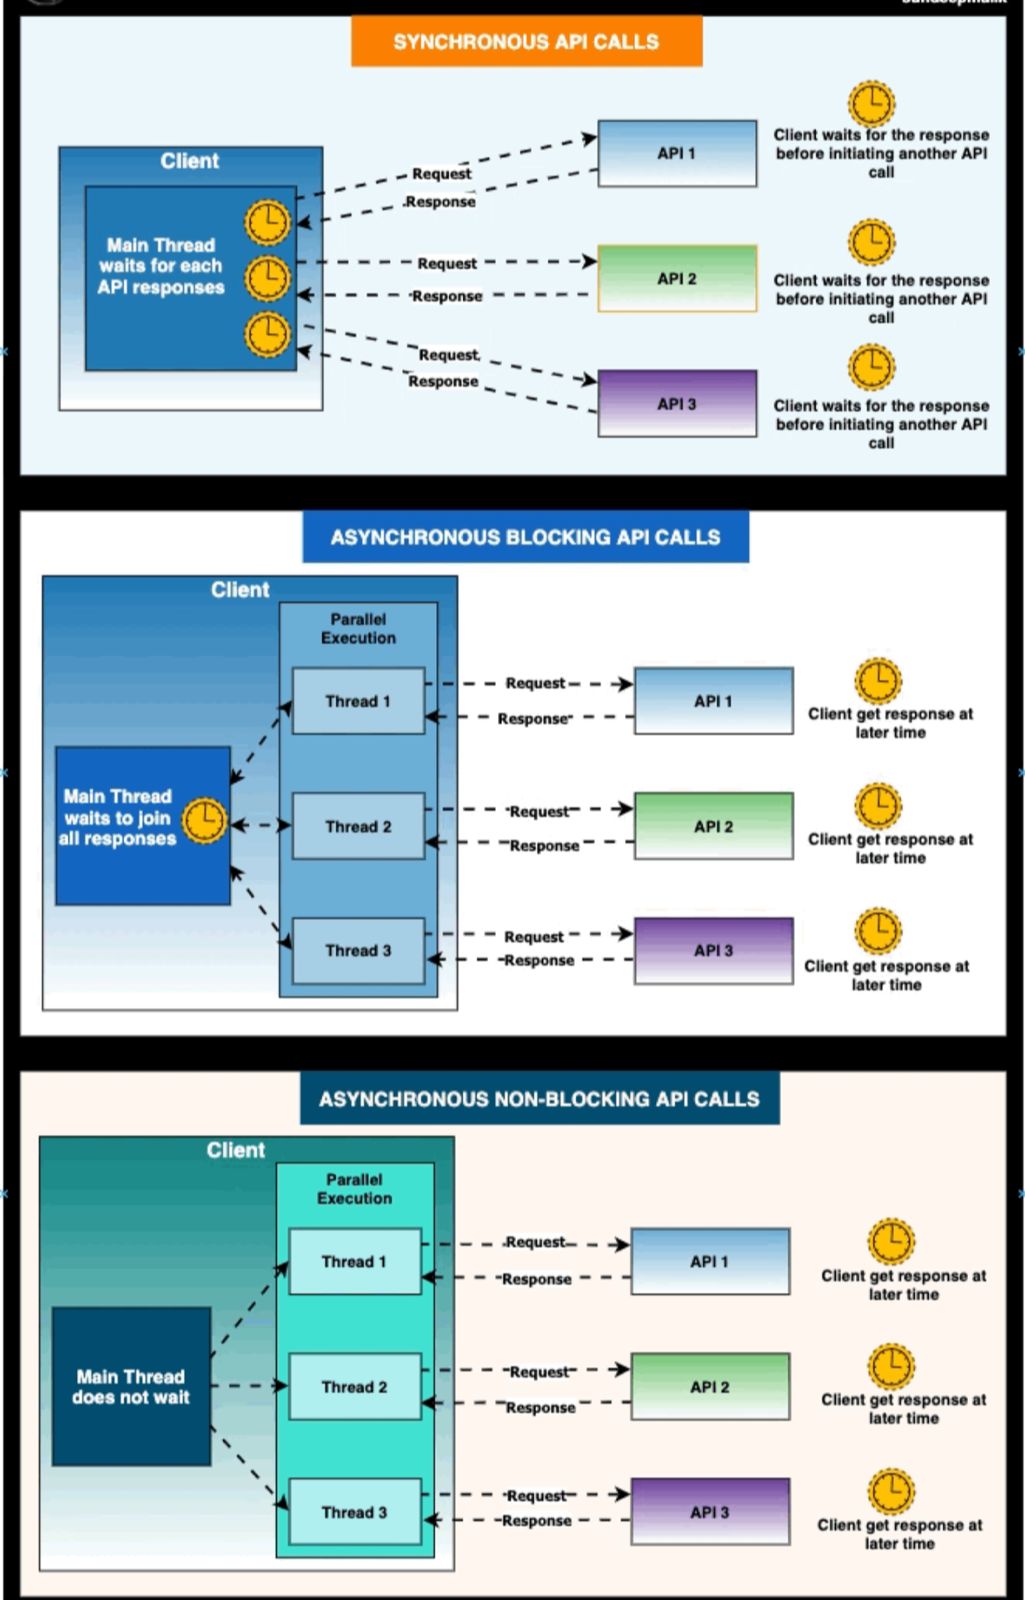 SYNCHRONOUS API CALLS
Client
Main Thread
waits for each
API responses
Request
Response
Request
Response
Request
Response
API 1
API 2
API 3
Client waits for the response
before initiating another API
call
Client waits for the response
before initiating another API
call
Client waits for the response
before initiating another API
call
ASYNCHRONOUS BLOCKING API CALLS
Client
Parallel
Execution
Main Thread
waits to join
all responses
Thread 1
Thread 2
Thread 3
Request
Response
Request
Response
Request
Response
API 1
API 2
API 3
Client get response at
later time
Client get response at
later time
Client get response at
later time
ASYNCHRONOUS NON-BLOCKING API CALLS
Client
Parallel
Execution
Main Thread
does not wait
Thread 1
Thread 2
Thread 3
Request
Response
Request
Response
Request
Response
API 1
API 2
API 3
Client get response at
later time
Client get response at
later time
Client get response at
later time